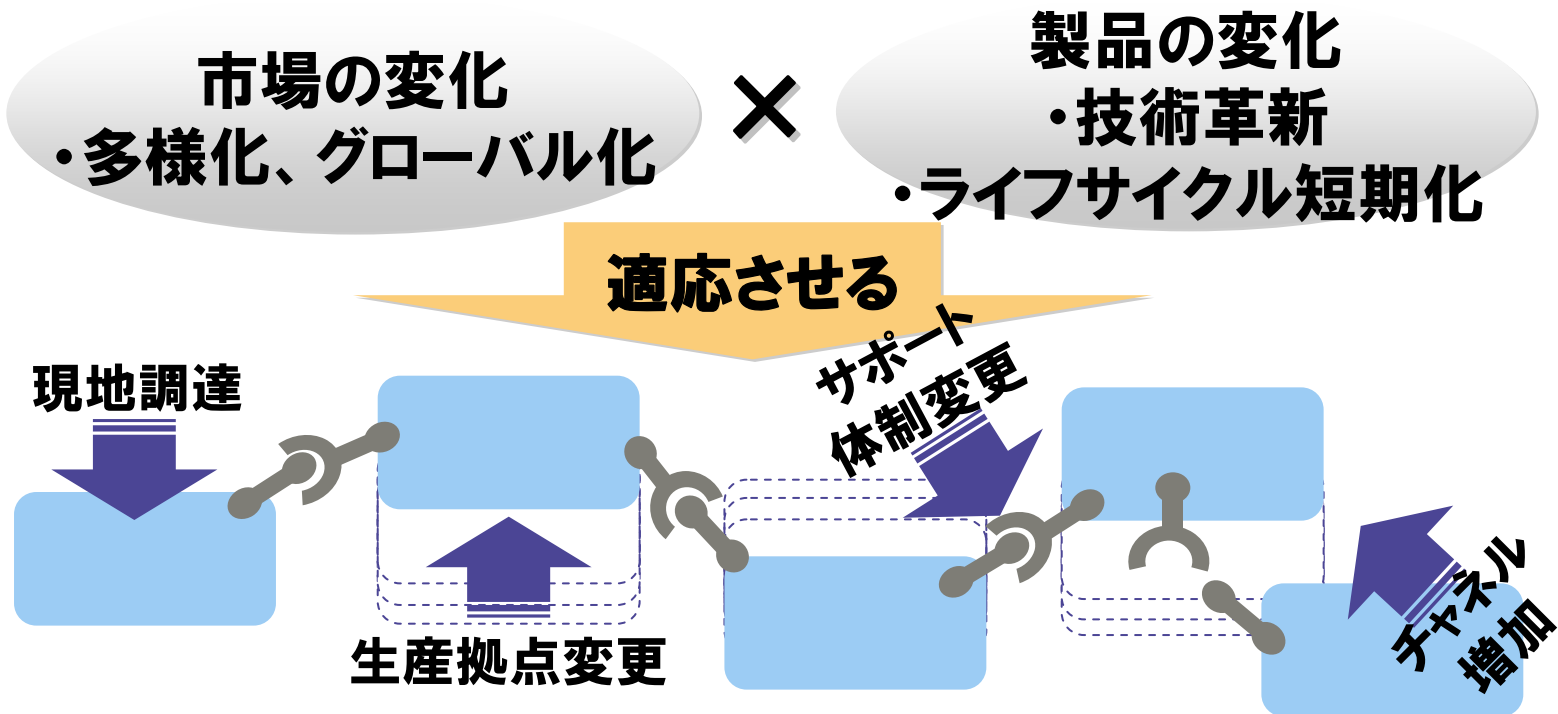 市場の変化
・多様化、グローバル化
×
製品の変化
・技術革新
・ライフサイクル短期化
適応させる
現地調達
サポート
体制変更
生産拠点変更
チャネル
増加